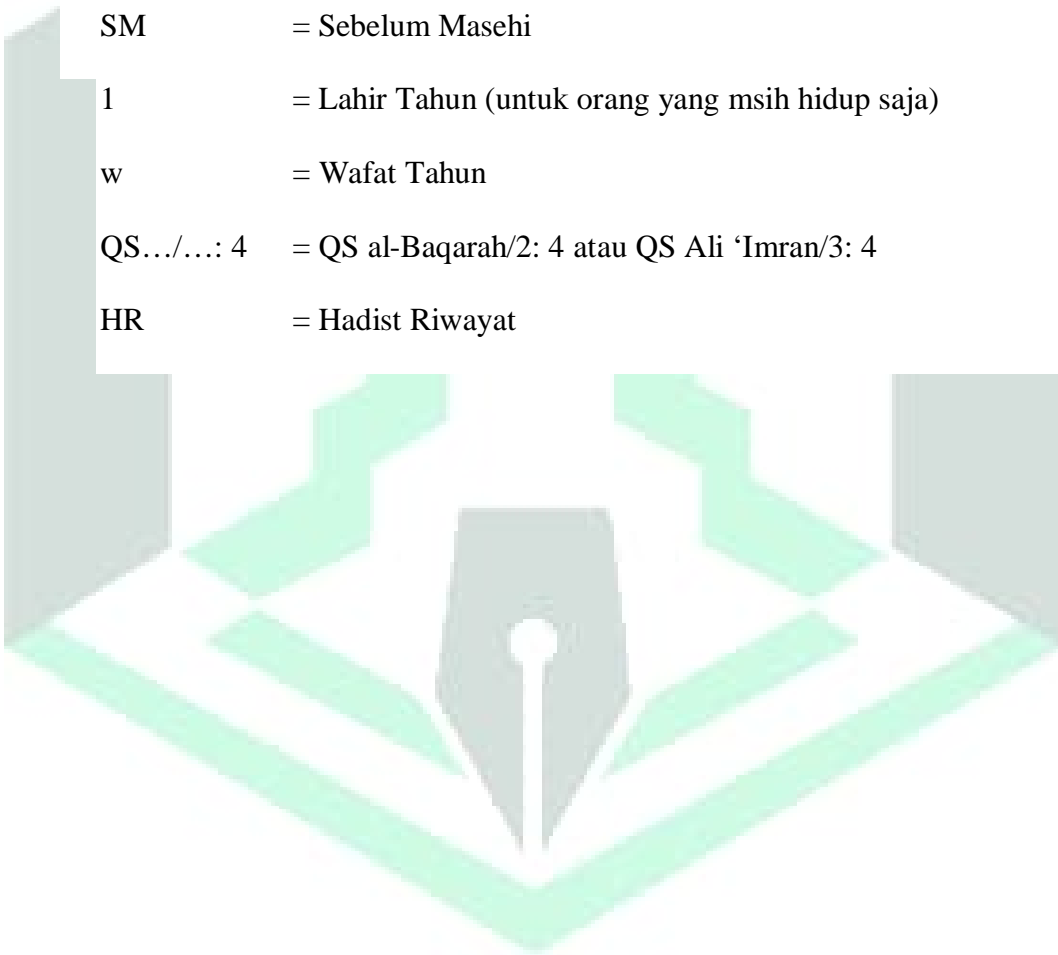 SM = Sebelum Masehi
1 = Lahir Tahun (untuk orang yang msih hidup saja)
w = Wafat Tahun
QS…/…: 4 = QS al-Baqarah/2: 4 atau QS Ali ‘Imran/3: 4
HR = Hadist Riwayat